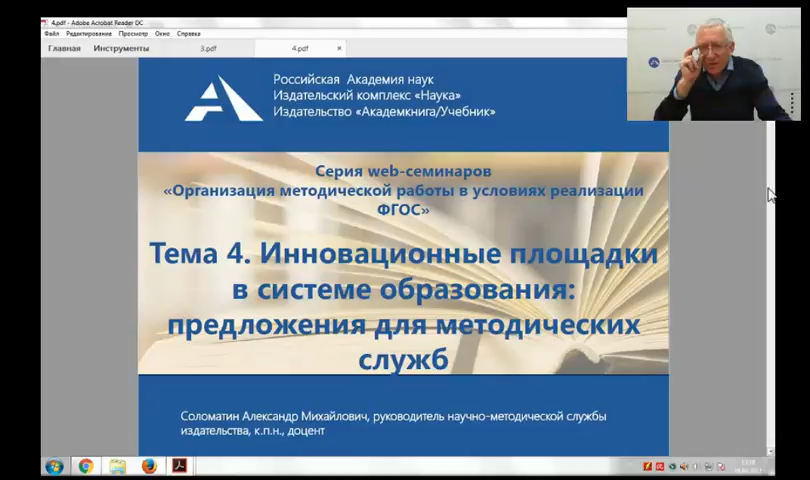 4.pdf - Adobe Acrobat Reader DC
Файл Редактирование Просмотр Окно Справка
Главная Инструменты 3.pdf 4.pdf ×
Российская Академия наук
Издательский комплекс «Наука»
Издательство «Академкнига/Учебник»
Серия web-семинаров
«Организация методической работы в условиях реализации
ФГОС»
Тема 4. Инновационные площадки
в системе образования:
предложения для методических
служб
Соломатин Александр Михайлович, руководитель научно-методической службы
издательства, к.п.н., доцент